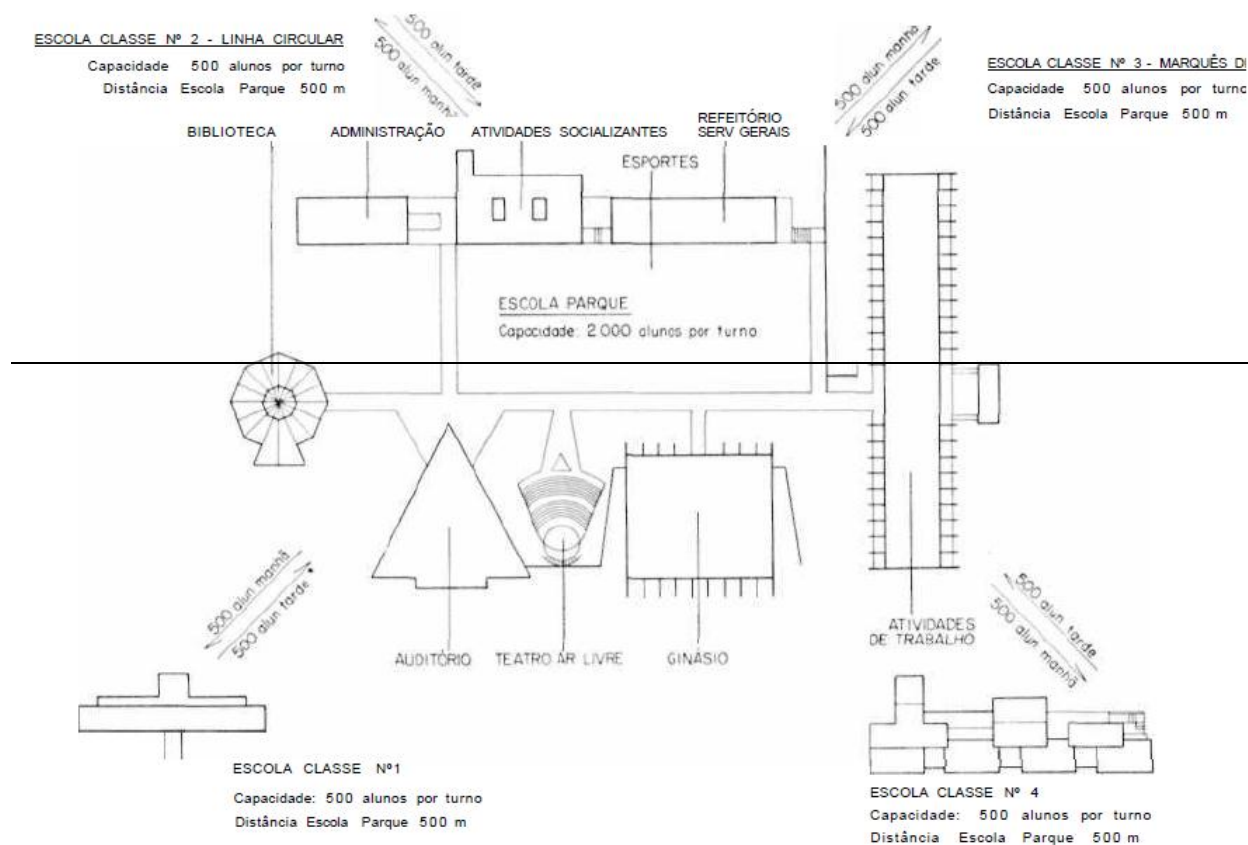 ESCOLA CLASSE Nº 2 - LINHA CIRCULAR
Capacidade 500 alunos por turno
Distância Escola Parque 500 m
500 alun tarde
500 alun manhã
500 alun manhã
500 alun tarde
ESCOLA CLASSE Nº 3 - MARQUÊS DI
Capacidade 500 alunos por turno
Distância Escola Parque 500 m
BIBLIOTECA
ADMINISTRAÇÃO
ATIVIDADES SOCIALIZANTES
REFEITÓRIO
SERV GERAIS
ESPORTES
ESCOLA PARQUE
Capacidade: 2.000 alunos por turno
500 alun manhã
500 alun tarde
AUDITÓRIO
TEATRO AR LIVRE
GINÁSIO
ATIVIDADES
DE TRABALHO
500 alun tarde
500 alun manhã
ESCOLA CLASSE Nº1
Capacidade: 500 alunos por turno
Distância Escola Parque 500 m
ESCOLA CLASSE Nº 4
Capacidade: 500 alunos por turno
Distância Escola Parque 500 m